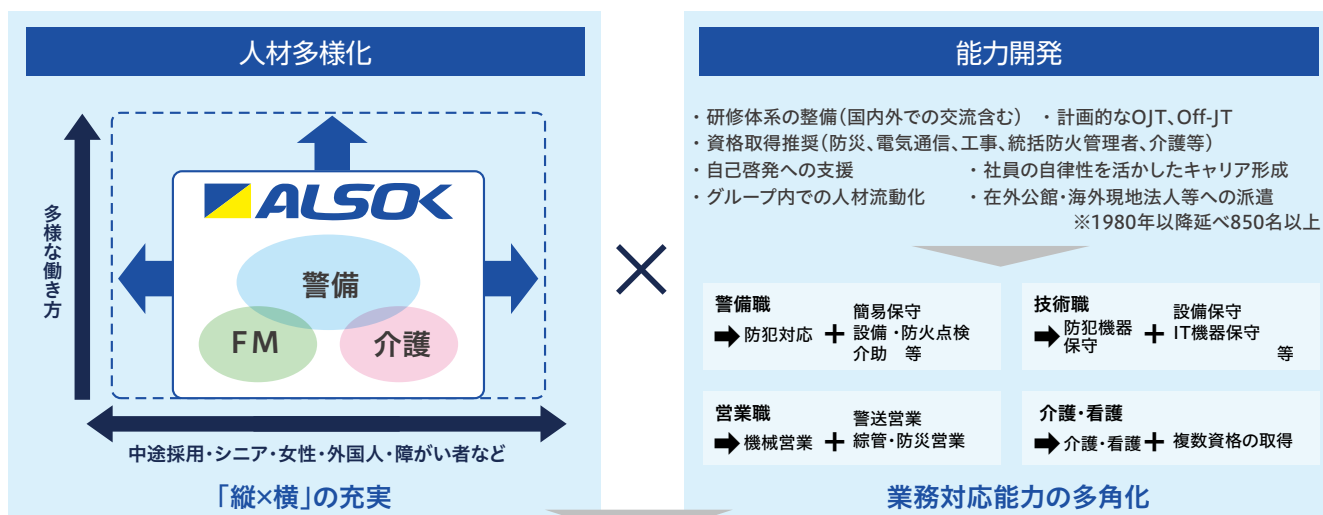 人材多様化
多様な働き方
ALSOK
警備
FM
介護
中途採用・シニア・女性・外国人・障がい者など
「縦×横」の充実
×
能力開発
・研修体系の整備(国内外での交流含む) ・計画的なOJT、Off-JT
・資格取得推奨(防災、電気通信、工事、統括防火管理者、介護等)
・自己啓発への支援 ・社員の自律性を活かしたキャリア形成
・グループ内での人材流動化 ・在外公館・海外現地法人等への派遣
※1980年以降延べ850名以上
警備職
➡防犯対応 +
簡易保守
設備・防火点検
介助 等
技術職
➡防犯機器
保守
+
設備保守
IT機器保守
等
営業職
➡機械営業 +
警送営業
綜管・防災営業
介護・看護
➡介護・看護 + 複数資格の取得
業務対応能力の多角化